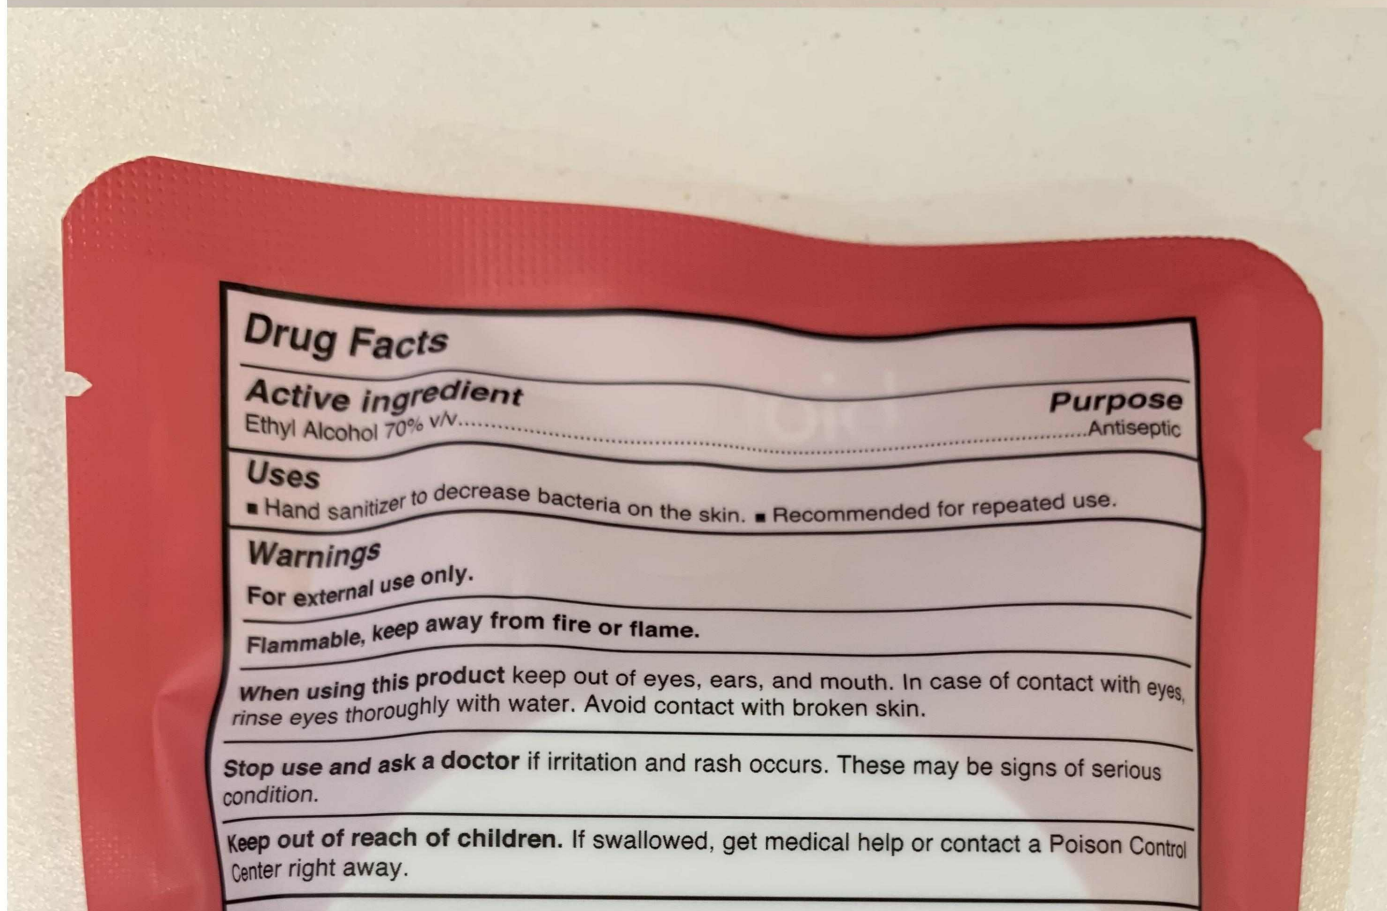 Drug Facts
Active ingredient Purpose
Ethyl Alcohol 70% v/v........................................................................................................Antiseptic
Uses
▪ Hand sanitizer to decrease bacteria on the skin. ▪ Recommended for repeated use.
Warnings
For external use only.
Flammable, keep away from fire or flame.
When using this product keep out of eyes, ears, and mouth. In case of contact with eyes,
rinse eyes thoroughly with water. Avoid contact with broken skin.
Stop use and ask a doctor if irritation and rash occurs. These may be signs of serious
condition.
Keep out of reach of children. If swallowed, get medical help or contact a Poison Control
Center right away.